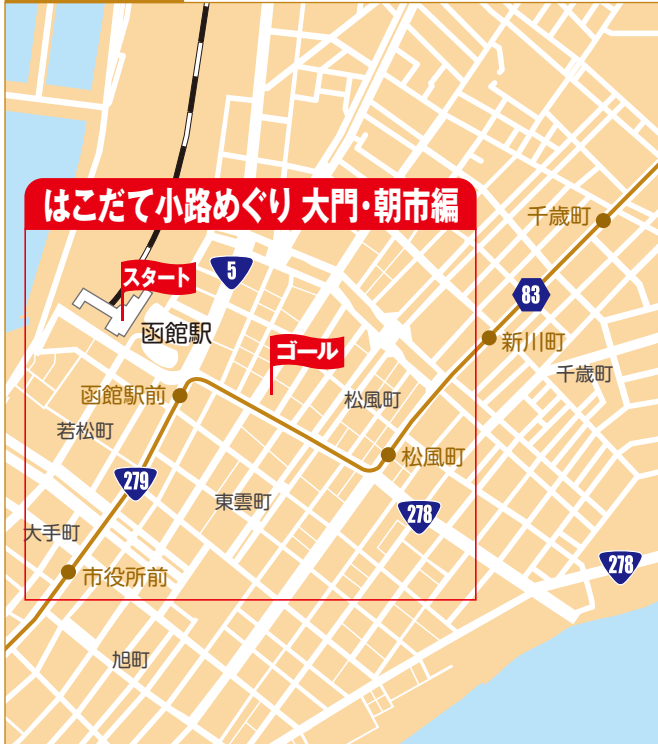 はこだて小路めぐり 大門・朝市編
千歳町
スタート
5
83
函館駅
ゴール
新川町
千歳町
函館駅前
松風町
若松町
松風町
279
東雲町
278
大手町
278
市役所前
旭町